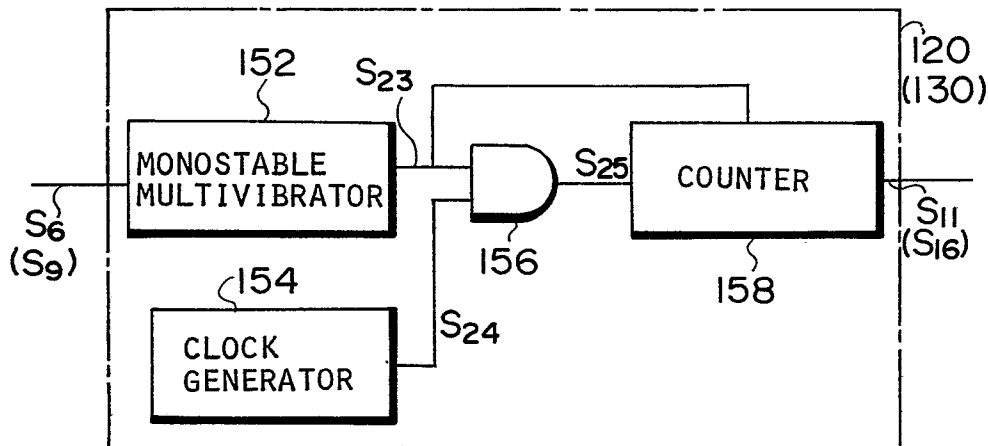 120
(130)
152
S23
MONOSTABLE
MULTIVIBRATOR
S25
COUNTER
S6
(S9)
S11
(S16)
156
158
154
S24
CLOCK
GENERATOR